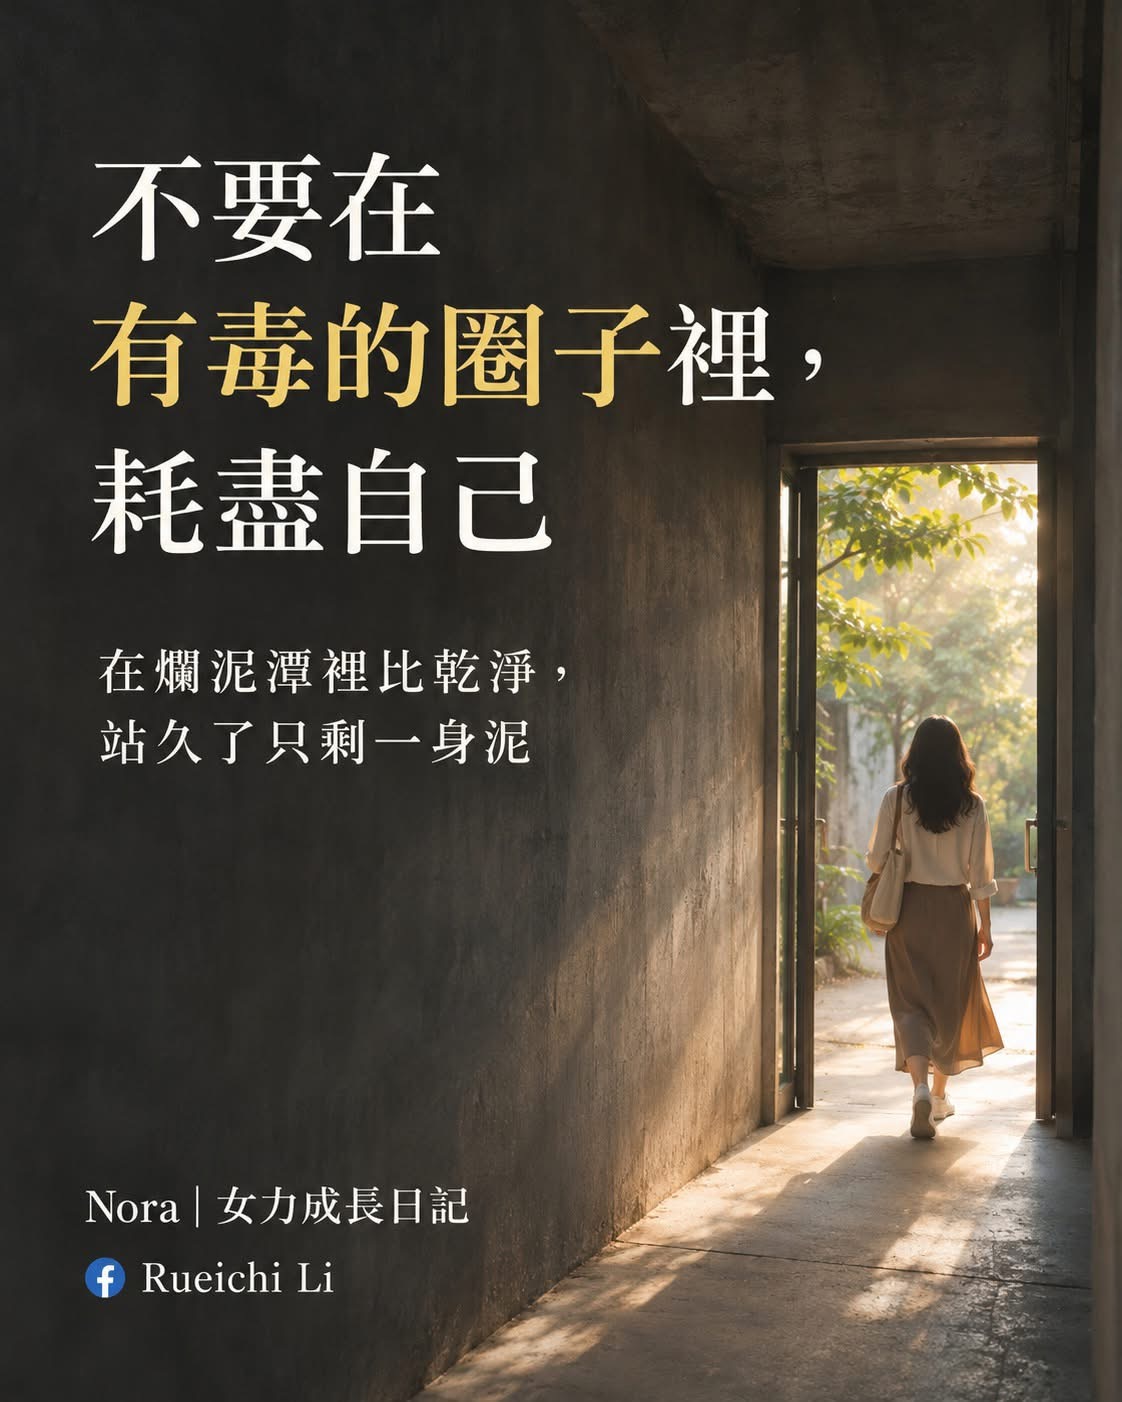 不要在
有毒的圈子裡，
耗盡自己
在爛泥潭裡比乾淨，
站久了只剩一身泥
Nora｜女力成長日記
Rueichi Li